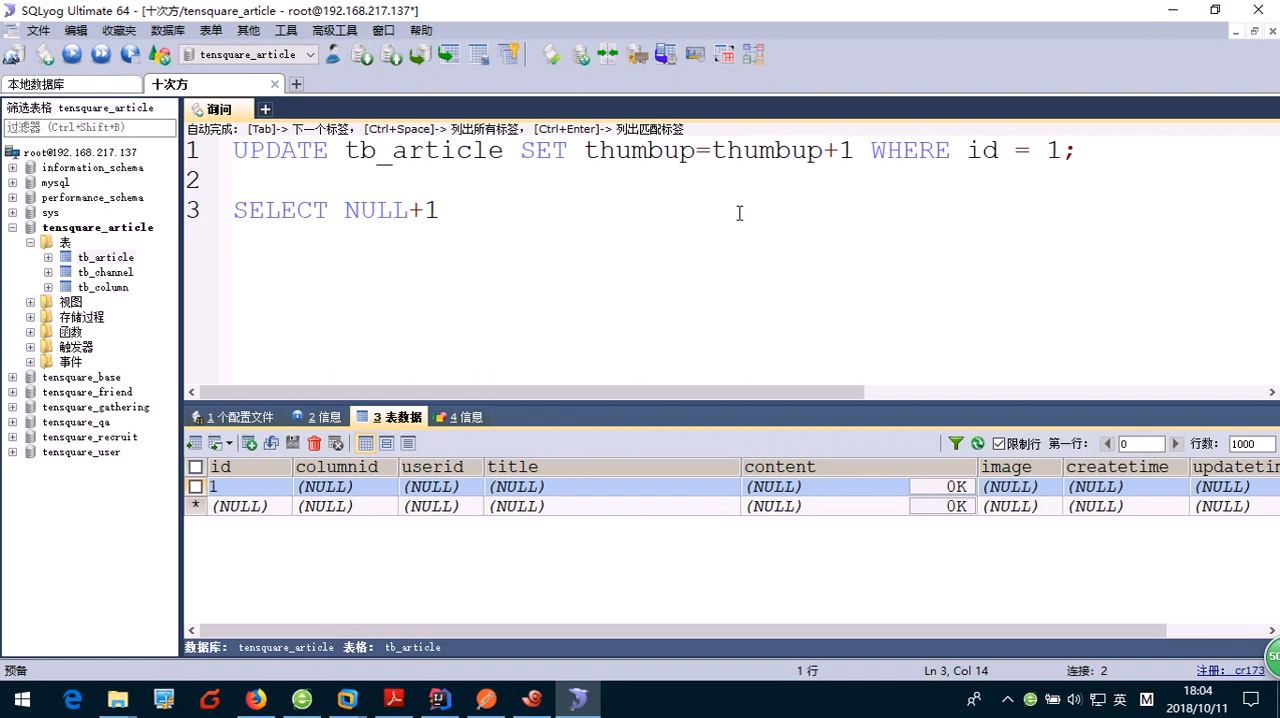 SQLyog Ultimate 64 - [十次方/tensquare_article - root@192.168.217.137*]
文件 编辑 收藏夹 数据库 表单 其他 工具 高级工具 窗口 帮助
tensquare_article
本地数据库 十次方
筛选表格 tensquare_article
过滤器 (Ctrl+Shift+B)
root@192.168.217.137
information_schema
mysql
performance_schema
sys
tensquare_article
表
tb_article
tb_channel
tb_column
视图
存储过程
函数
触发器
事件
tensquare_base
tensquare_friend
tensquare_gathering
tensquare_qa
tensquare_recruit
tensquare_user
询问
自动完成: [Tab]-> 下一个标签, [Ctrl+Space]-> 列出所有标签, [Ctrl+Enter]-> 列出匹配标签
1 UPDATE tb_article SET thumbup=thumbup+1 WHERE id = 1;
2
3 SELECT NULL+1
1 个配置文件 2 信息 3 表数据 4 信息
限制行 第一行: 0 行数: 1000
id columnid userid title content image createtime updatetin
1 (NULL) (NULL) (NULL) (NULL) 0K (NULL) (NULL) (NULL)
* (NULL) (NULL) (NULL) (NULL) (NULL) 0K (NULL) (NULL) (NULL)
数据库: tensquare_article 表格: tb_article
预备 1 行 Ln 3, Col 14 连接: 2 注册: cr173
50
英 M 18:04
2018/10/11